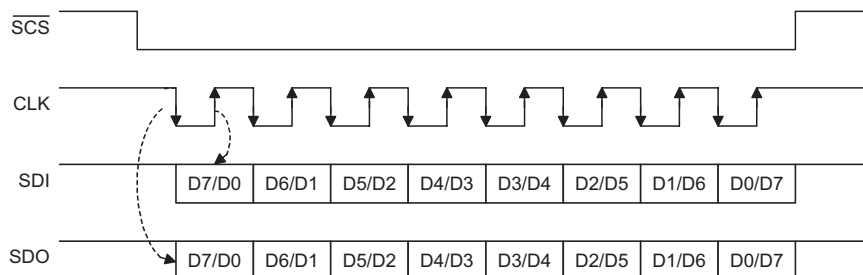 S̅C̅S̅
CLK
SDI D7/D0 D6/D1 D5/D2 D4/D3 D3/D4 D2/D5 D1/D6 D0/D7
SDO D7/D0 D6/D1 D5/D2 D4/D3 D3/D4 D2/D5 D1/D6 D0/D7